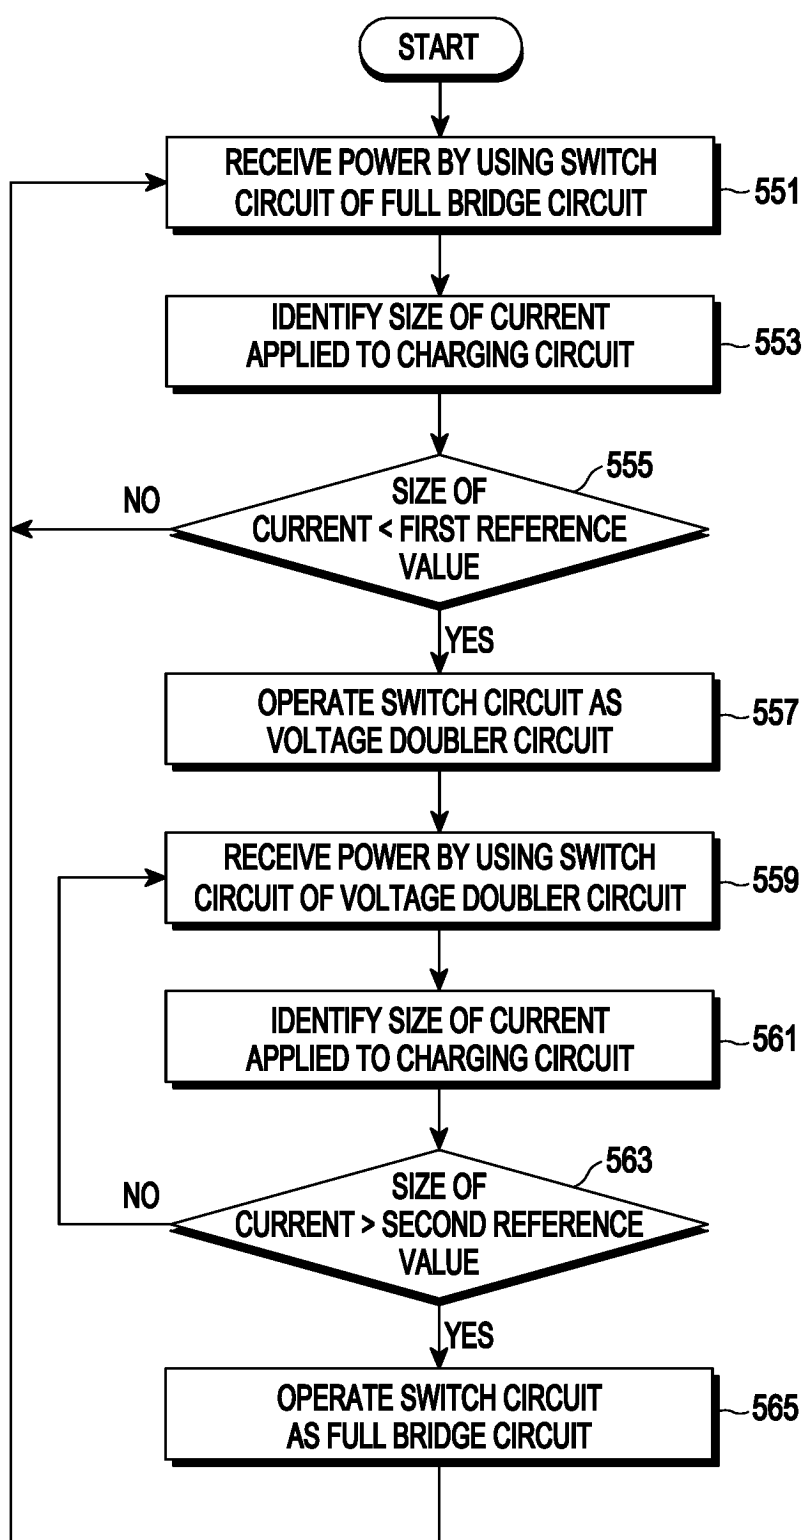 START
RECEIVE POWER BY USING SWITCH
CIRCUIT OF FULL BRIDGE CIRCUIT
551
IDENTIFY SIZE OF CURRENT
APPLIED TO CHARGING CIRCUIT
553
555
SIZE OF
CURRENT < FIRST REFERENCE
VALUE
NO
YES
OPERATE SWITCH CIRCUIT AS
VOLTAGE DOUBLER CIRCUIT
557
RECEIVE POWER BY USING SWITCH
CIRCUIT OF VOLTAGE DOUBLER CIRCUIT
559
IDENTIFY SIZE OF CURRENT
APPLIED TO CHARGING CIRCUIT
561
563
SIZE OF
CURRENT > SECOND REFERENCE
VALUE
NO
YES
OPERATE SWITCH CIRCUIT
AS FULL BRIDGE CIRCUIT
565